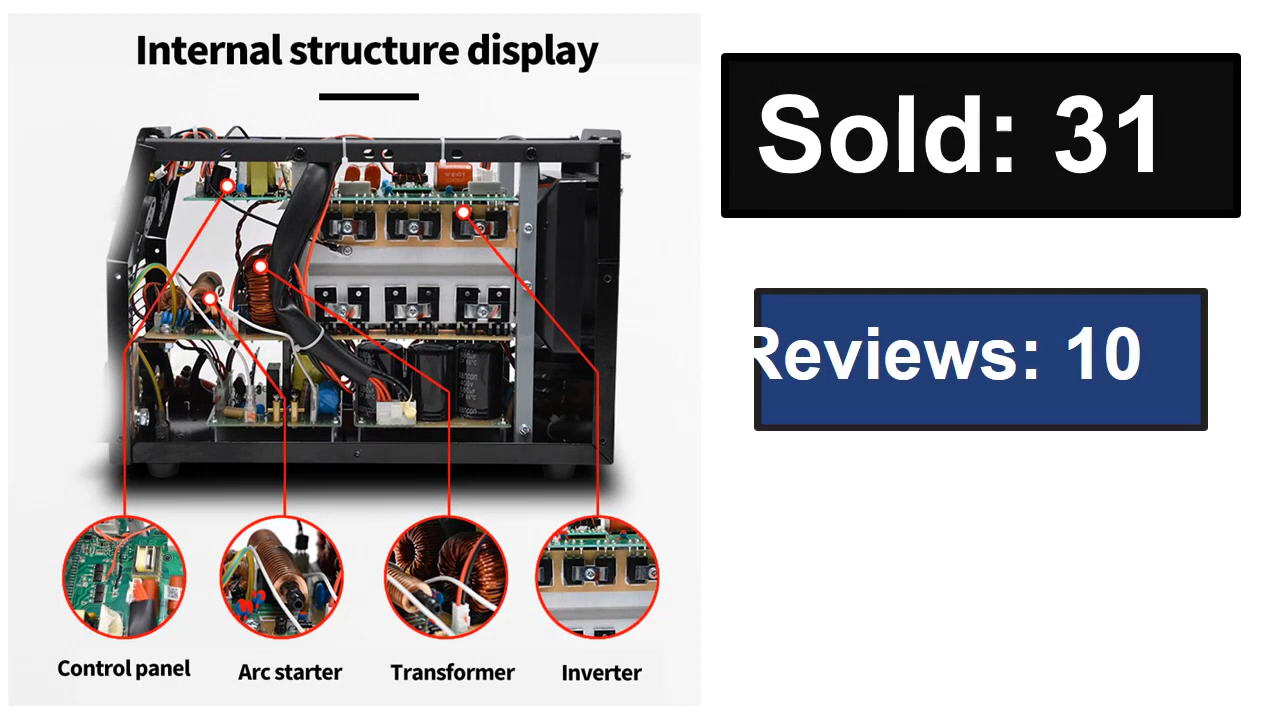 Internal structure display
Sold: 31
Reviews: 10
Control panel
Arc starter
Transformer
Inverter